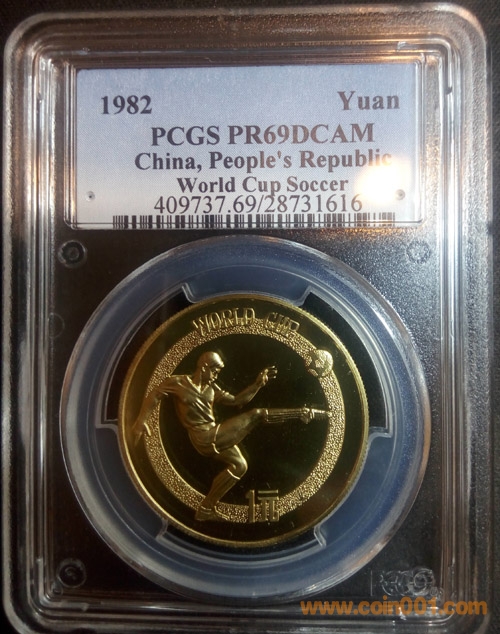 1982 Yuan
PCGS PR69DCAM
China, People's Republic
World Cup Soccer
409737.69/28731616
WORLD CUP
1元
www.coin001.com